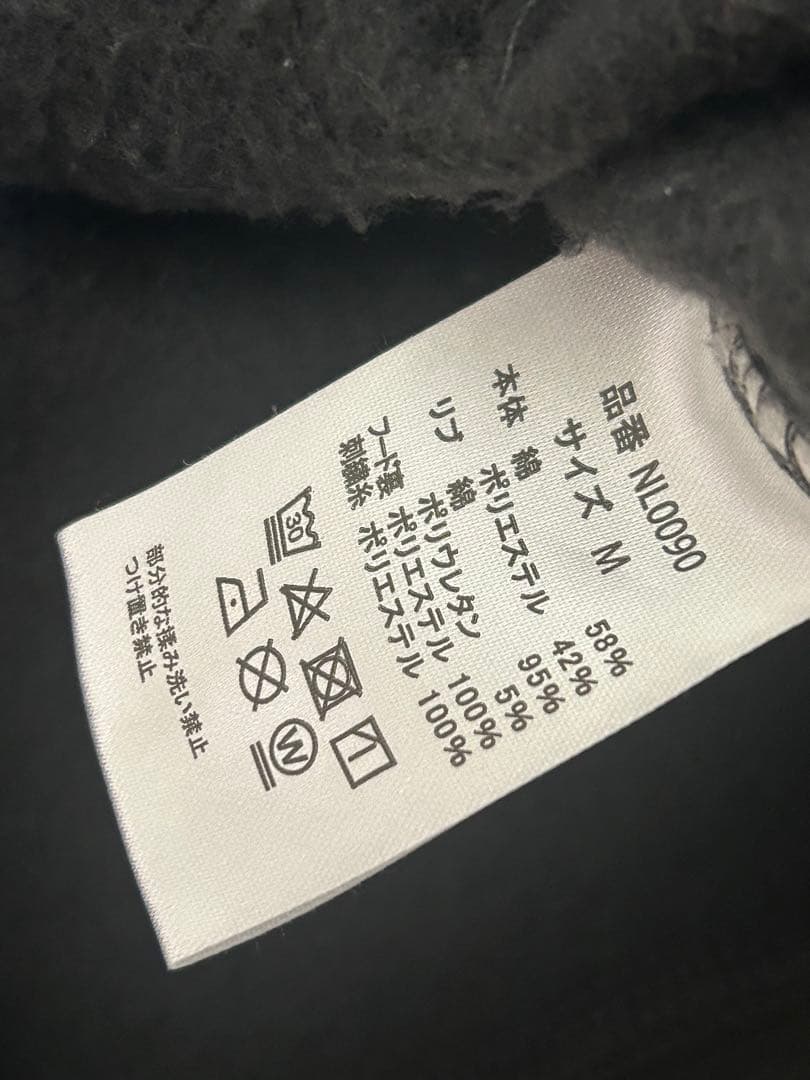 品番 NL0090
サイズ M
本体 綿 58%
ポリエステル 42%
リブ 綿 95%
ポリウレタン 5%
フード裏 ポリエステル 100%
刺繍糸 ポリエステル 100%
30
W
部分的な揉み洗い禁止
つけ置き禁止